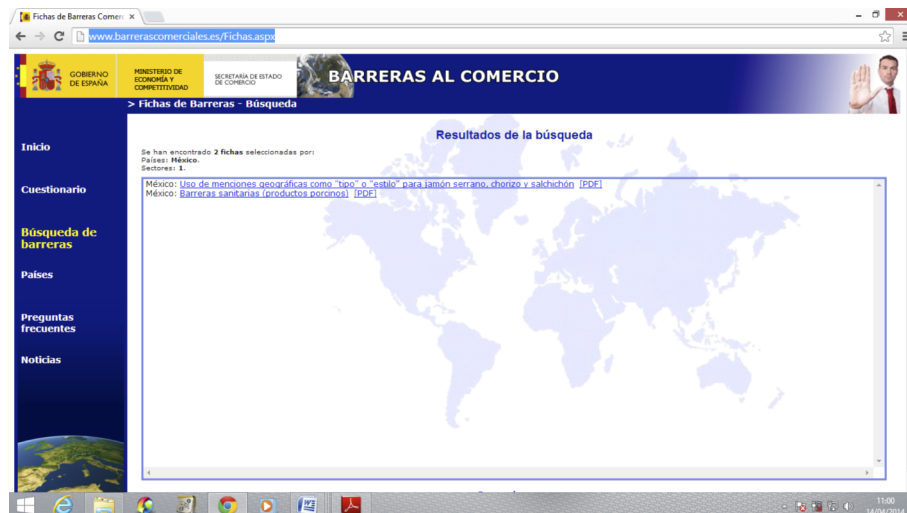 Fichas de Barreras Comerc
www.barrerascomerciales.es/Fichas.aspx
GOBIERNO
DE ESPAÑA
MINISTERIO DE
ECONOMÍA Y
COMPETITIVIDAD
SECRETARÍA DE ESTADO
DE COMERCIO
BARRERAS AL COMERCIO
> Fichas de Barreras - Búsqueda
Inicio
Cuestionario
Búsqueda de
barreras
Países
Preguntas
frecuentes
Noticias
Resultados de la búsqueda
Se han encontrado 2 fichas seleccionadas por:
Países: México.
Sectores: 1.
México: Uso de menciones geográficas como "tipo" o "estilo" para jamón serrano, chorizo y salchichón [PDF]
México: Barreras sanitarias (productos porcinos) [PDF]
11:00
14/04/2014